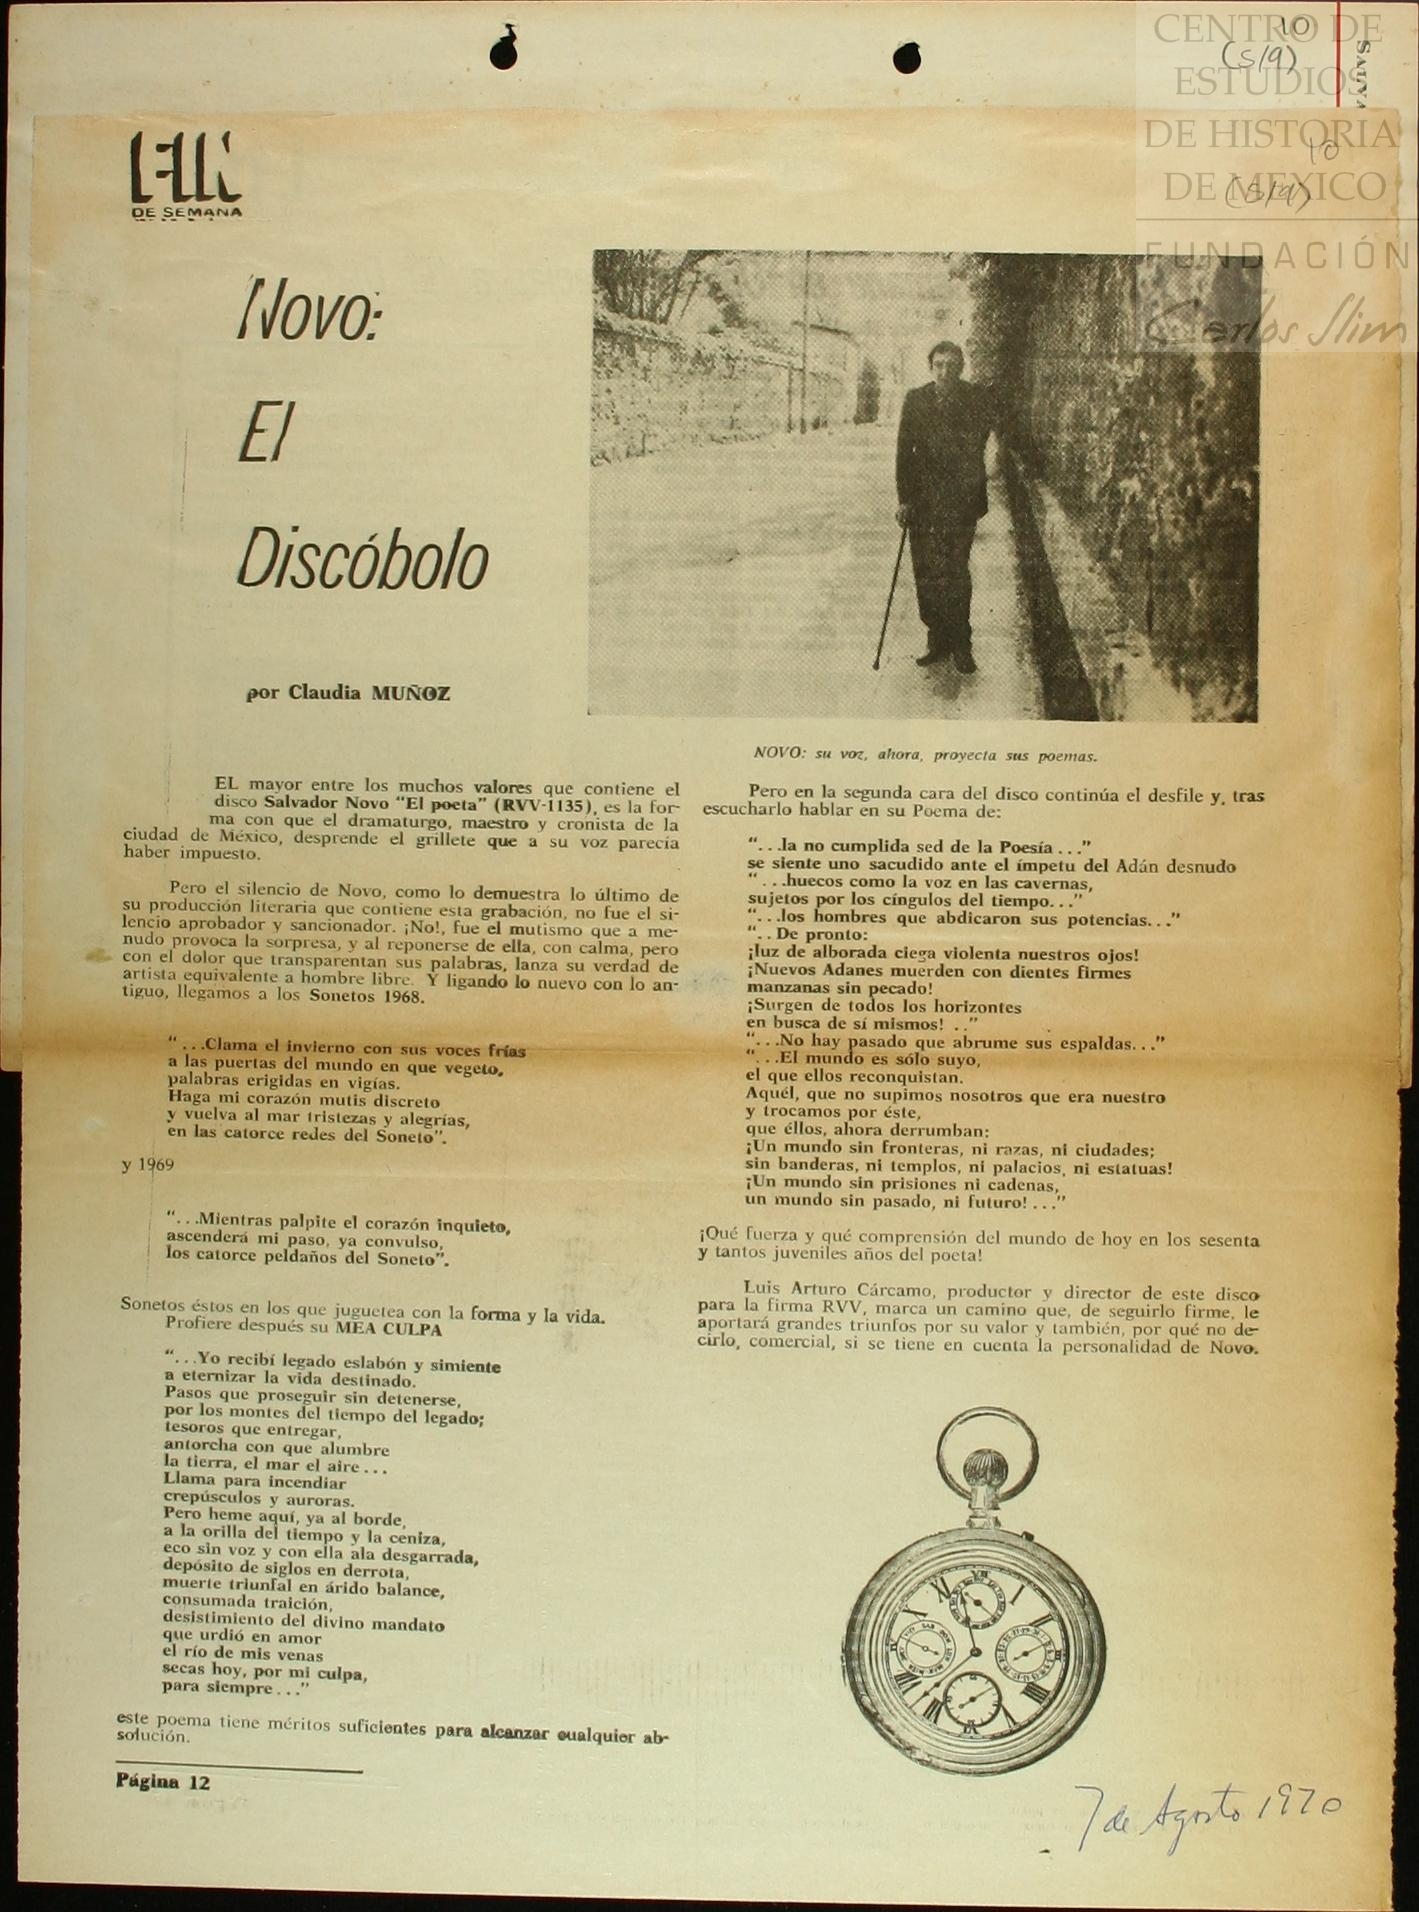 CENTRO DE
ESTUDIOS
DE HISTORIA
DE MEXICO
FUNDACIÓN
Carlos Slim
10
(S/9)
10
(S/9)
FIN
DE SEMANA
Novo:
El
Discóbolo
por Claudia MUÑOZ
NOVO: su voz, ahora, proyecta sus poemas.
EL mayor entre los muchos valores que contiene el
disco Salvador Novo "El poeta" (RVV-1135), es la for-
ma con que el dramaturgo, maestro y cronista de la
ciudad de México, desprende el grillete que a su voz parecía
haber impuesto.
Pero el silencio de Novo, como lo demuestra lo último de
su producción literaria que contiene esta grabación, no fue el si-
lencio aprobador y sancionador. ¡No!, fue el mutismo que a me-
nudo provoca la sorpresa, y al reponerse de ella, con calma, pero
con el dolor que transparentan sus palabras, lanza su verdad de
artista equivalente a hombre libre. Y ligando lo nuevo con lo an-
tiguo, llegamos a los Sonetos 1968.
"...Clama el invierno con sus voces frías
a las puertas del mundo en que vegeto,
palabras erigidas en vigías.
Haga mi corazón mutis discreto
y vuelva al mar tristezas y alegrías,
en las catorce redes del Soneto".
y 1969
"...Mientras palpite el corazón inquieto,
ascenderá mi paso, ya convulso,
los catorce peldaños del Soneto".
Sonetos éstos en los que juguetea con la forma y la vida.
Profiere después su MEA CULPA
"...Yo recibí legado eslabón y simiente
a eternizar la vida destinado.
Pasos que proseguir sin detenerse,
por los montes del tiempo del legado;
tesoros que entregar,
antorcha con que alumbre
la tierra, el mar el aire...
Llama para incendiar
crepúsculos y auroras.
Pero heme aquí, ya al borde,
a la orilla del tiempo y la ceniza,
eco sin voz y con ella ala desgarrada,
depósito de siglos en derrota,
muerte triunfal en árido balance,
consumada traición,
desistimiento del divino mandato
que urdió en amor
el río de mis venas
secas hoy, por mi culpa,
para siempre..."
este poema tiene méritos suficientes para alcanzar cualquier ab-
solución.
Página 12
Pero en la segunda cara del disco continúa el desfile y, tras
escucharlo hablar en su Poema de:
"...la no cumplida sed de la Poesía..."
se siente uno sacudido ante el ímpetu del Adán desnudo
"...huecos como la voz en las cavernas,
sujetos por los cíngulos del tiempo..."
"...los hombres que abdicaron sus potencias..."
"..De pronto:
¡luz de alborada ciega violenta nuestros ojos!
¡Nuevos Adanes muerden con dientes firmes
manzanas sin pecado!
¡Surgen de todos los horizontes
en busca de sí mismos! .."
"...No hay pasado que abrume sus espaldas..."
"...El mundo es sólo suyo,
el que ellos reconquistan.
Aquél, que no supimos nosotros que era nuestro
y trocamos por éste,
que éllos, ahora derrumban:
¡Un mundo sin fronteras, ni razas, ni ciudades;
sin banderas, ni templos, ni palacios, ni estatuas!
¡Un mundo sin prisiones ni cadenas,
un mundo sin pasado, ni futuro!..."
¡Qué fuerza y qué comprensión del mundo de hoy en los sesenta
y tantos juveniles años del poeta!
Luis Arturo Cárcamo, productor y director de este disco
para la firma RVV, marca un camino que, de seguirlo firme, le
aportará grandes triunfos por su valor y también, por qué no de-
cirlo, comercial, si se tiene en cuenta la personalidad de Novo.
7 de Agosto 1970